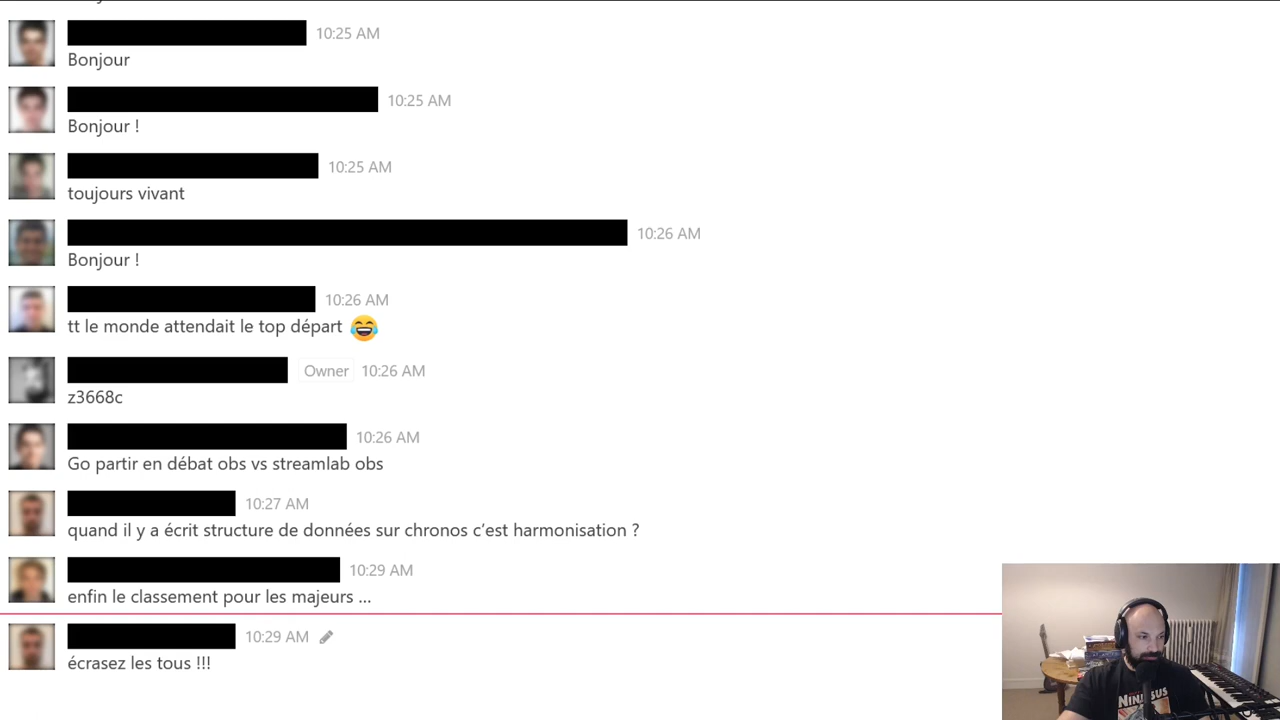 10:25 AM
Bonjour
10:25 AM
Bonjour !
10:25 AM
toujours vivant
10:26 AM
Bonjour !
10:26 AM
tt le monde attendait le top départ 😂
Owner 10:26 AM
z3668c
10:26 AM
Go partir en débat obs vs streamlab obs
10:27 AM
quand il y a écrit structure de données sur chronos c’est harmonisation ?
10:29 AM
enfin le classement pour les majeurs ...
10:29 AM
écrasez les tous !!!